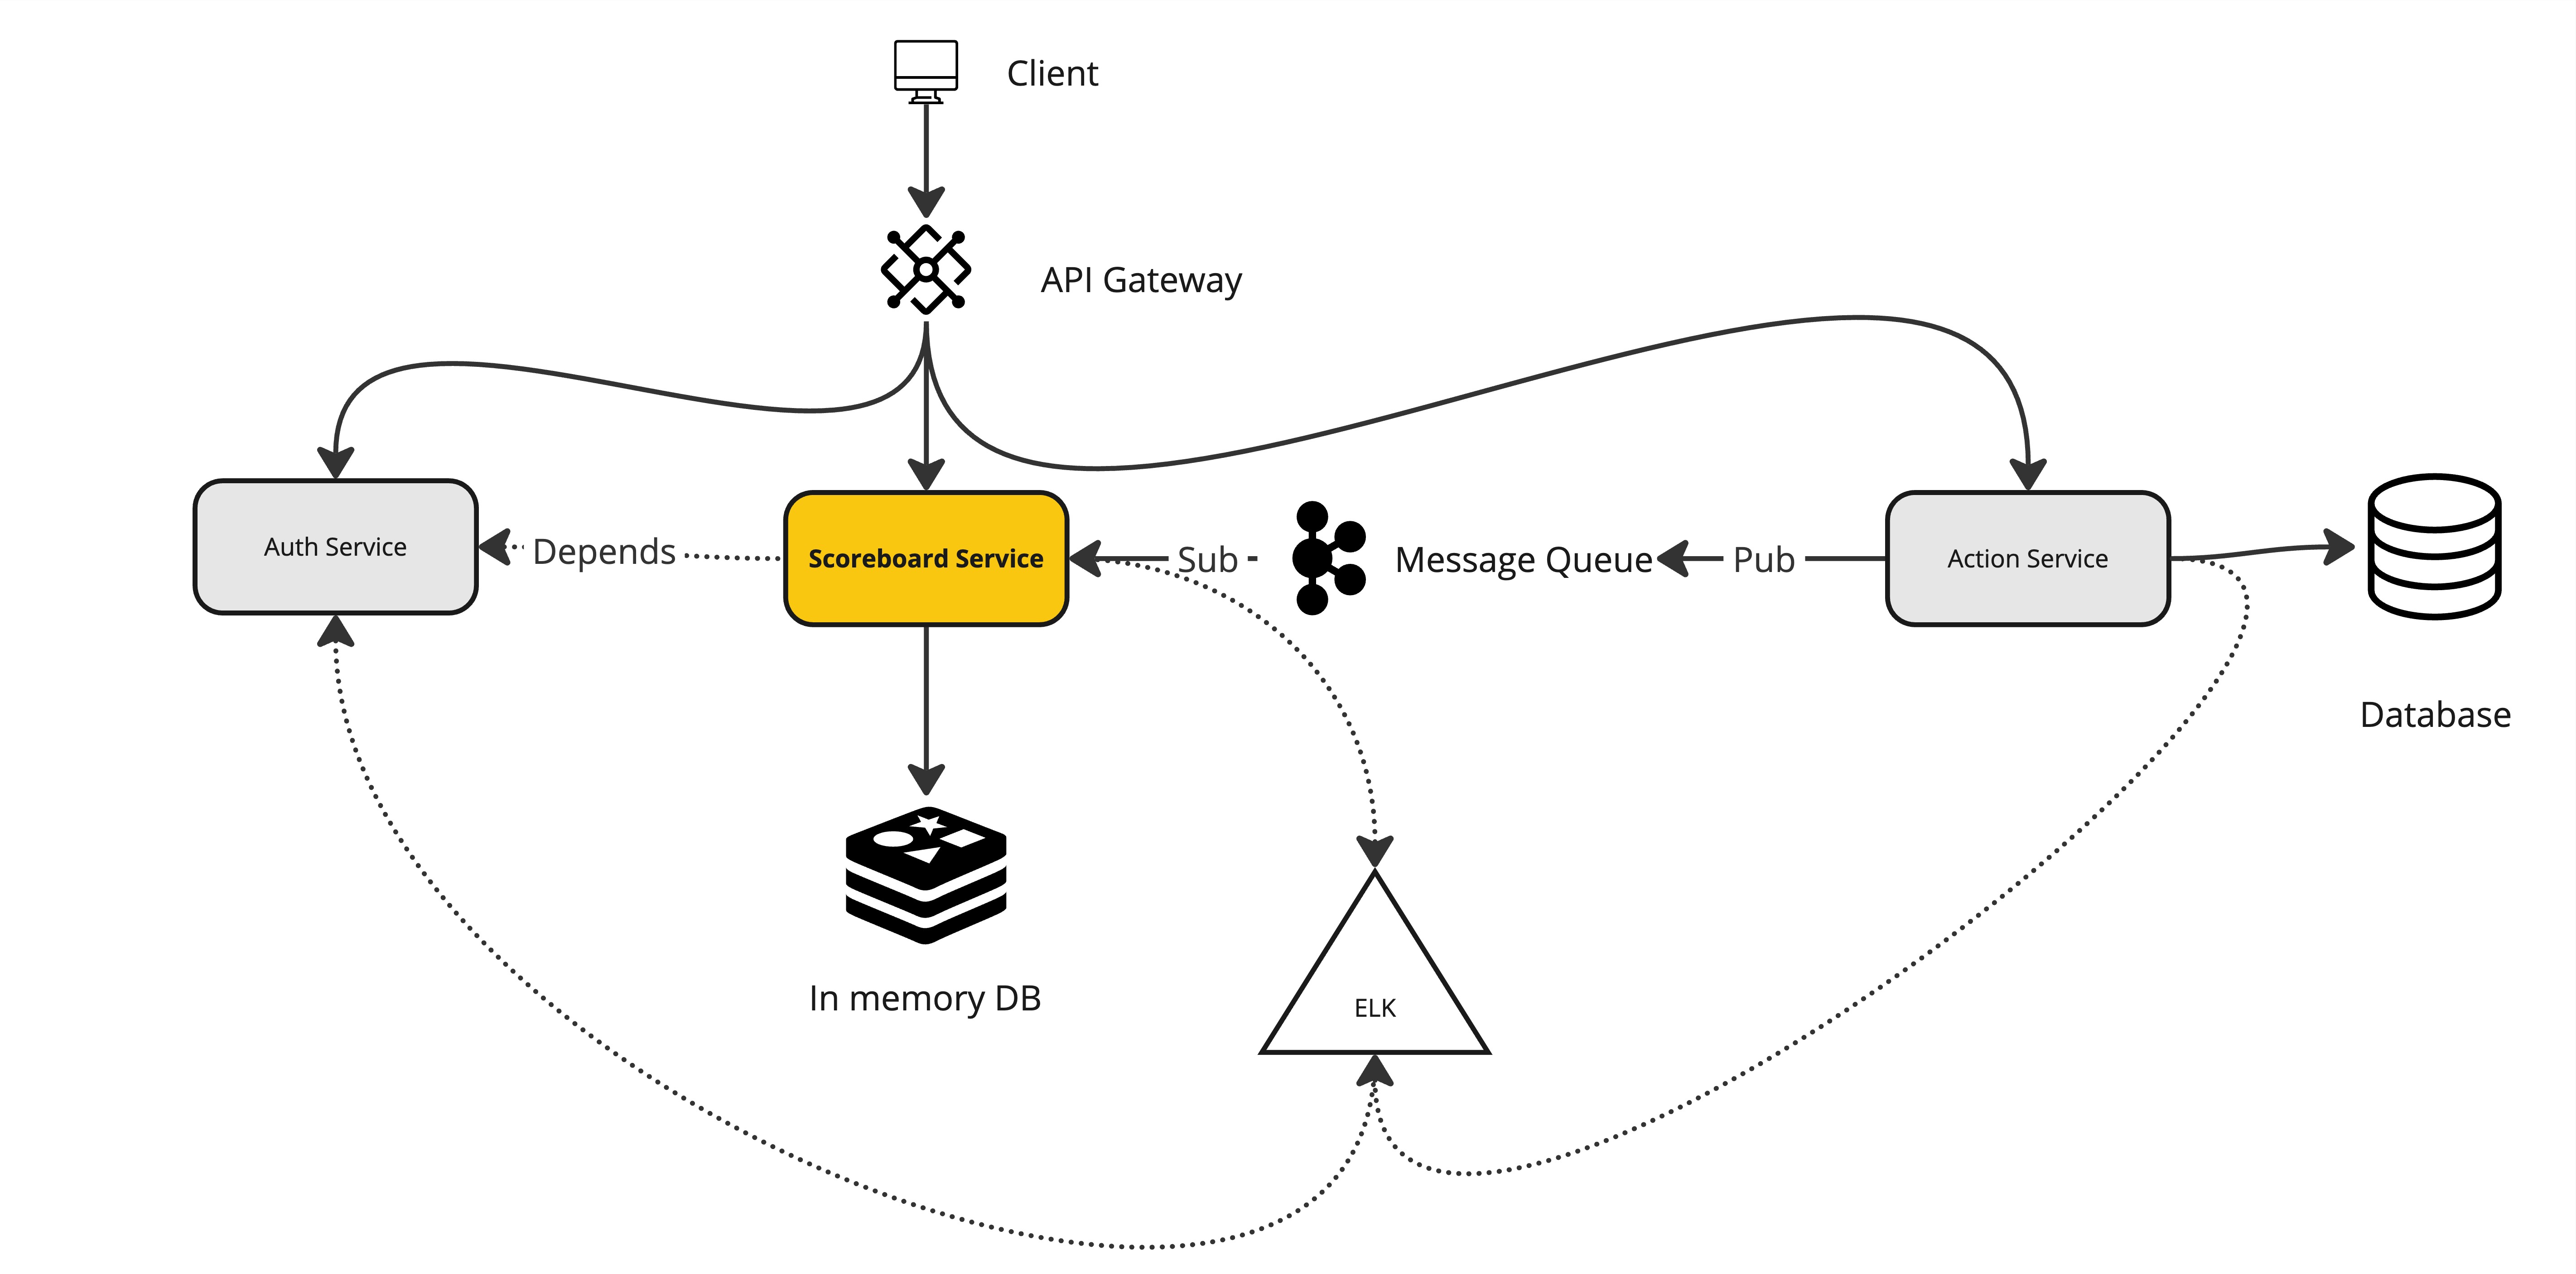 Client
API Gateway
Auth Service
Depends
Scoreboard Service
Sub
Message Queue
Pub
Action Service
Database
In memory DB
ELK